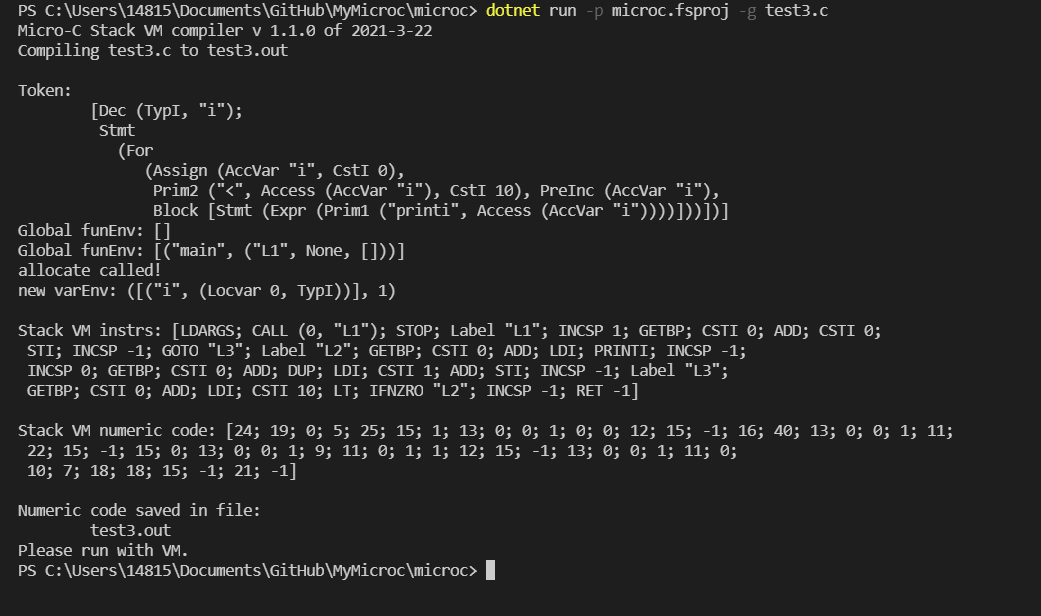 PS C:\Users\14815\Documents\GitHub\MyMicroc\microc> dotnet run -p microc.fsproj -g test3.c
Micro-C Stack VM compiler v 1.1.0 of 2021-3-22
Compiling test3.c to test3.out
Token:
[Dec (TypI, "i");
Stmt
(For
(Assign (AccVar "i", CstI 0),
Prim2 ("<", Access (AccVar "i"), CstI 10), PreInc (AccVar "i"),
Block [Stmt (Expr (Prim1 ("printi", Access (AccVar "i"))))]))])]
Global funEnv: []
Global funEnv: [("main", ("L1", None, []))]
allocate called!
new varEnv: ([("i", (Locvar 0, TypI))], 1)
Stack VM instrs: [LDARGS; CALL (0, "L1"); STOP; Label "L1"; INCSP 1; GETBP; CSTI 0; ADD; CSTI 0;
STI; INCSP -1; GOTO "L3"; Label "L2"; GETBP; CSTI 0; ADD; LDI; PRINTI; INCSP -1;
INCSP 0; GETBP; CSTI 0; ADD; DUP; LDI; CSTI 1; ADD; STI; INCSP -1; Label "L3";
GETBP; CSTI 0; ADD; LDI; CSTI 10; LT; IFNZRO "L2"; INCSP -1; RET -1]
Stack VM numeric code: [24; 19; 0; 5; 25; 15; 1; 13; 0; 0; 1; 0; 0; 12; 15; -1; 16; 40; 13; 0; 0; 1; 11;
22; 15; -1; 15; 0; 13; 0; 0; 1; 9; 11; 0; 1; 1; 12; 15; -1; 13; 0; 0; 1; 11; 0;
10; 7; 18; 18; 15; -1; 21; -1]
Numeric code saved in file:
test3.out
Please run with VM.
PS C:\Users\14815\Documents\GitHub\MyMicroc\microc>